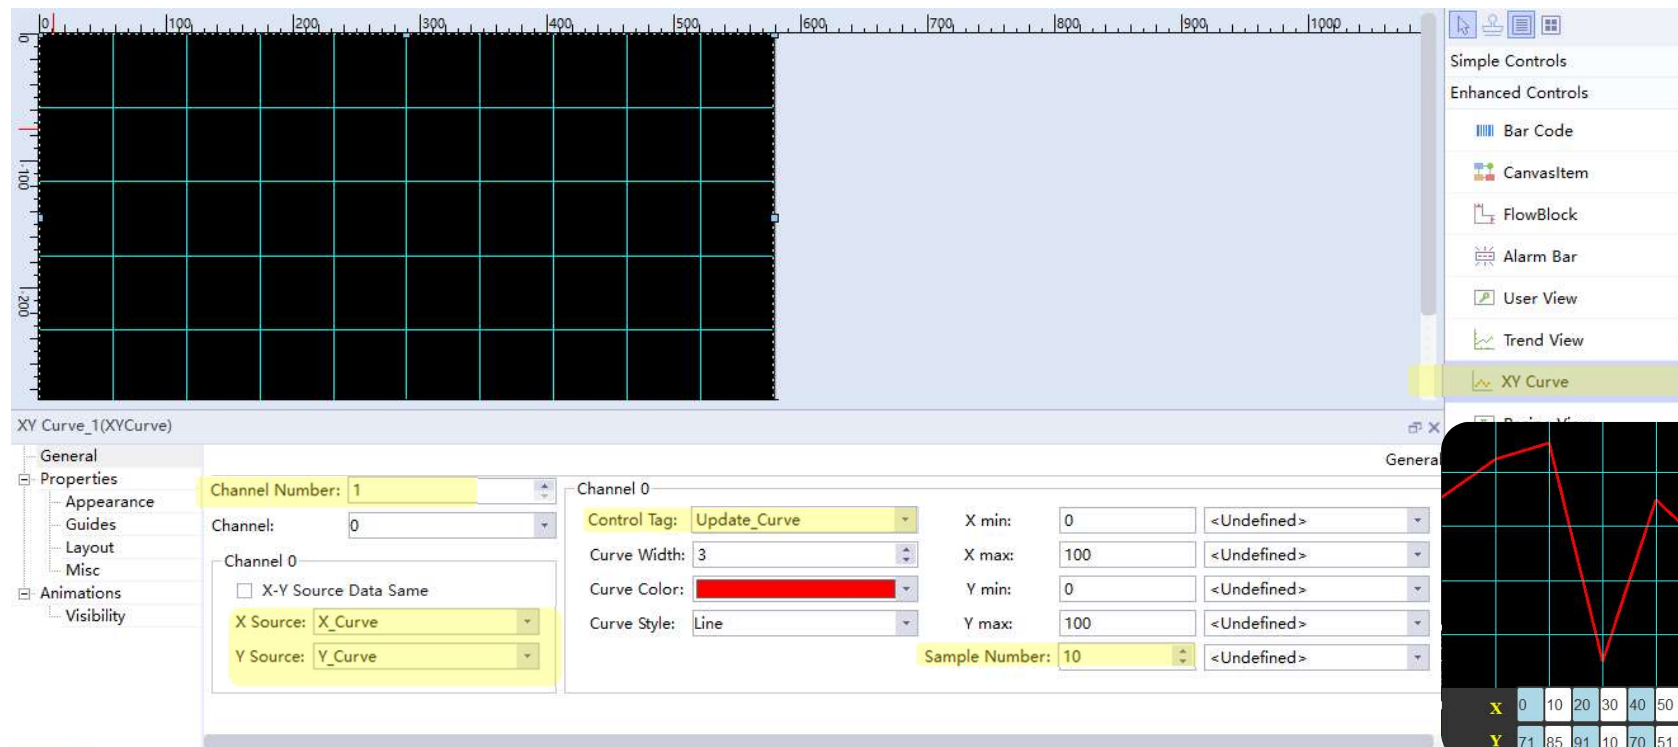 0 100 200 300 400 500 600 700 800 900 1000
0
100
200
Simple Controls
Enhanced Controls
Bar Code
CanvasItem
FlowBlock
Alarm Bar
User View
Trend View
XY Curve
XY Curve_1(XYCurve)
General
Properties
Appearance
Guides
Layout
Misc
Animations
Visibility
General
Channel Number: 1
Channel: 0
Channel 0
X-Y Source Data Same
X Source: X_Curve
Y Source: Y_Curve
Channel 0
Control Tag: Update_Curve
Curve Width: 3
Curve Color:
Curve Style: Line
X min: 0 <Undefined>
X max: 100 <Undefined>
Y min: 0 <Undefined>
Y max: 100 <Undefined>
Sample Number: 10 <Undefined>
X 0 10 20 30 40 50
Y 71 85 91 10 70 51